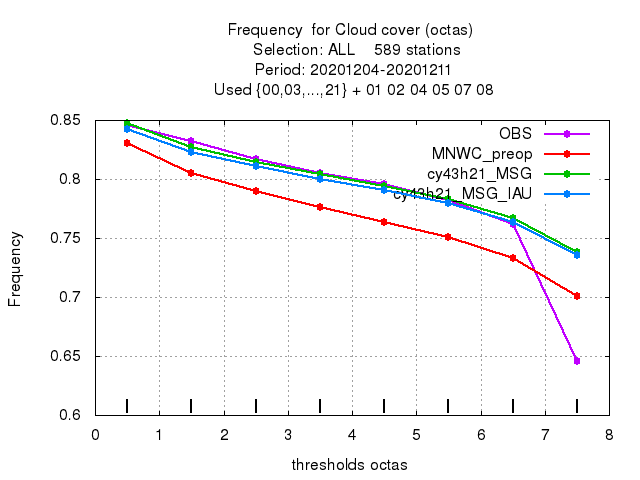 Frequency for Cloud cover (octas)
Selection: ALL 589 stations
Period: 20201204-20201211
Used {00,03,...,21} + 01 02 04 05 07 08
OBS
MNWC_preop
cy43h21_MSG
cy43h21_MSG_IAU
0.85
0.8
0.75
0.7
0.65
0.6
Frequency
0 1 2 3 4 5 6 7 8
thresholds octas